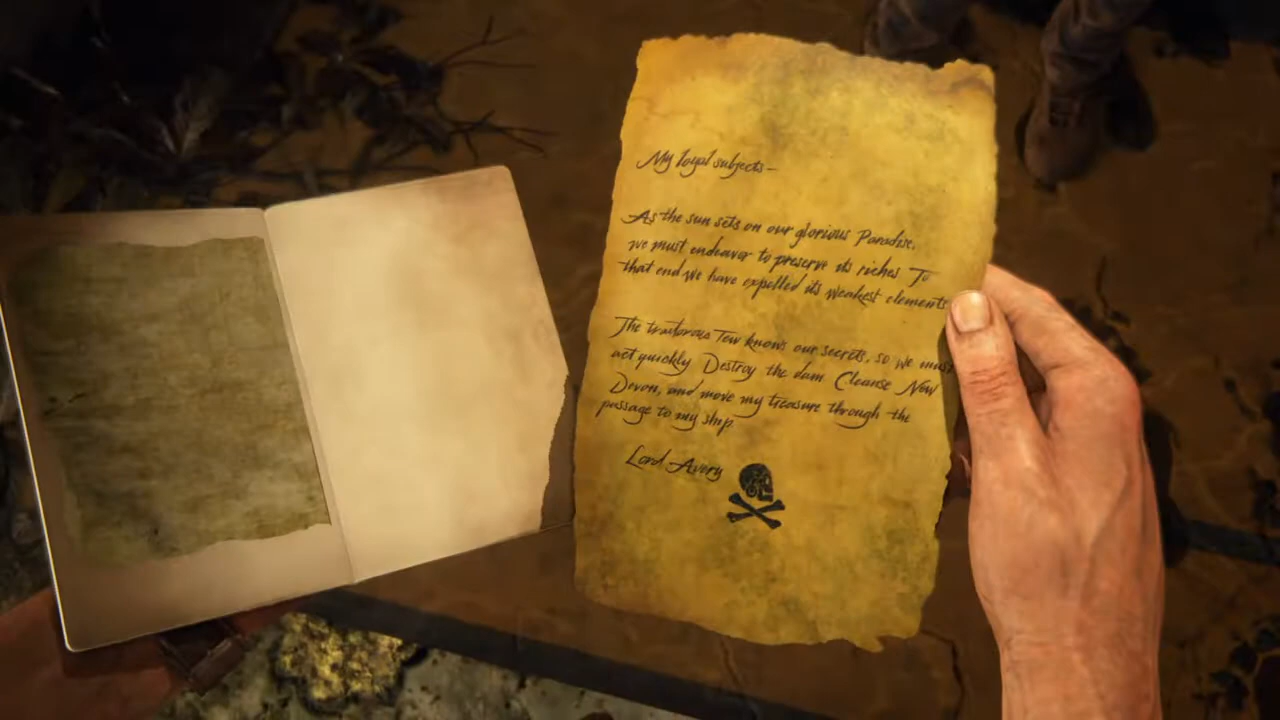 My loyal subjects—
As the sun sets on our glorious Paradise,
we must endeavor to preserve its riches To
that end we have expelled its weakest elements
The traitorous Tew knows our secrets, so we must
act quickly Destroy the dam Cleanse New
Devon, and move my treasure through the
passage to my ship.
Lord Avery